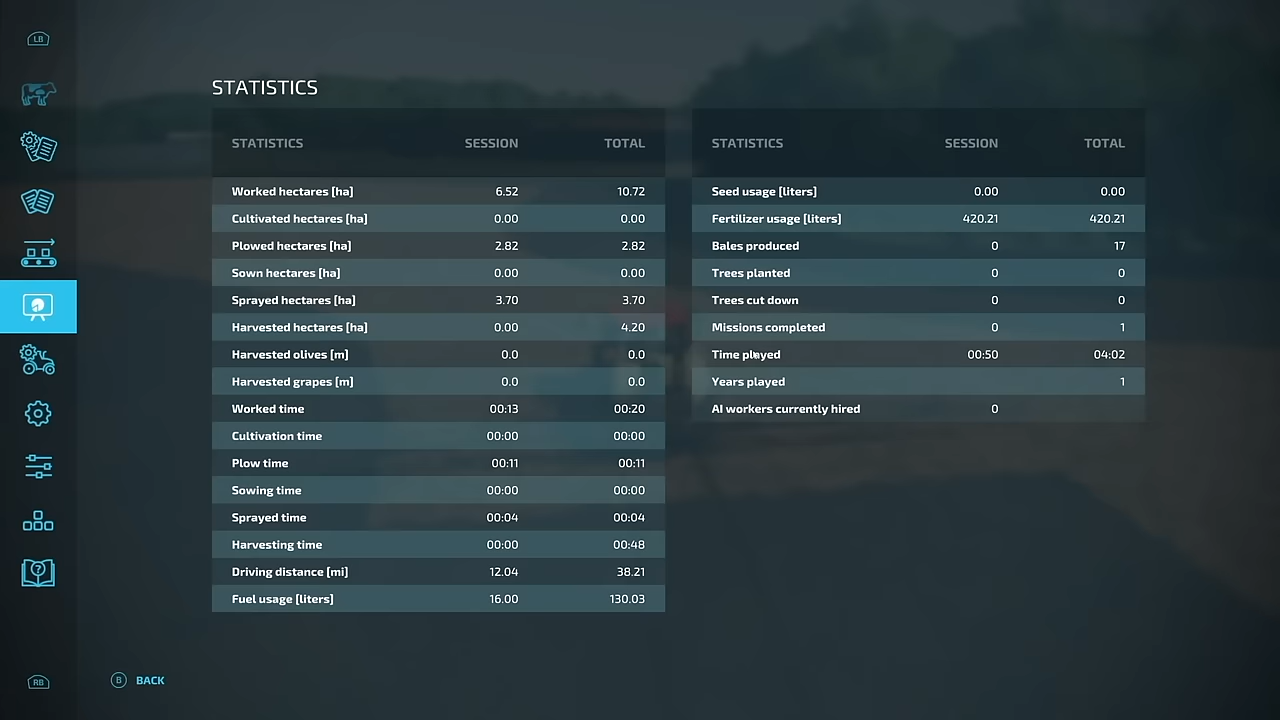 LB
STATISTICS
STATISTICS SESSION TOTAL
Worked hectares [ha] 6.52 10.72
Cultivated hectares [ha] 0.00 0.00
Plowed hectares [ha] 2.82 2.82
Sown hectares [ha] 0.00 0.00
Sprayed hectares [ha] 3.70 3.70
Harvested hectares [ha] 0.00 4.20
Harvested olives [m] 0.0 0.0
Harvested grapes [m] 0.0 0.0
Worked time 00:13 00:20
Cultivation time 00:00 00:00
Plow time 00:11 00:11
Sowing time 00:00 00:00
Sprayed time 00:04 00:04
Harvesting time 00:00 00:48
Driving distance [mi] 12.04 38.21
Fuel usage [liters] 16.00 130.03
STATISTICS SESSION TOTAL
Seed usage [liters] 0.00 0.00
Fertilizer usage [liters] 420.21 420.21
Bales produced 0 17
Trees planted 0 0
Trees cut down 0 0
Missions completed 0 1
Time played 00:50 04:02
Years played 1
AI workers currently hired 0
RB
B BACK